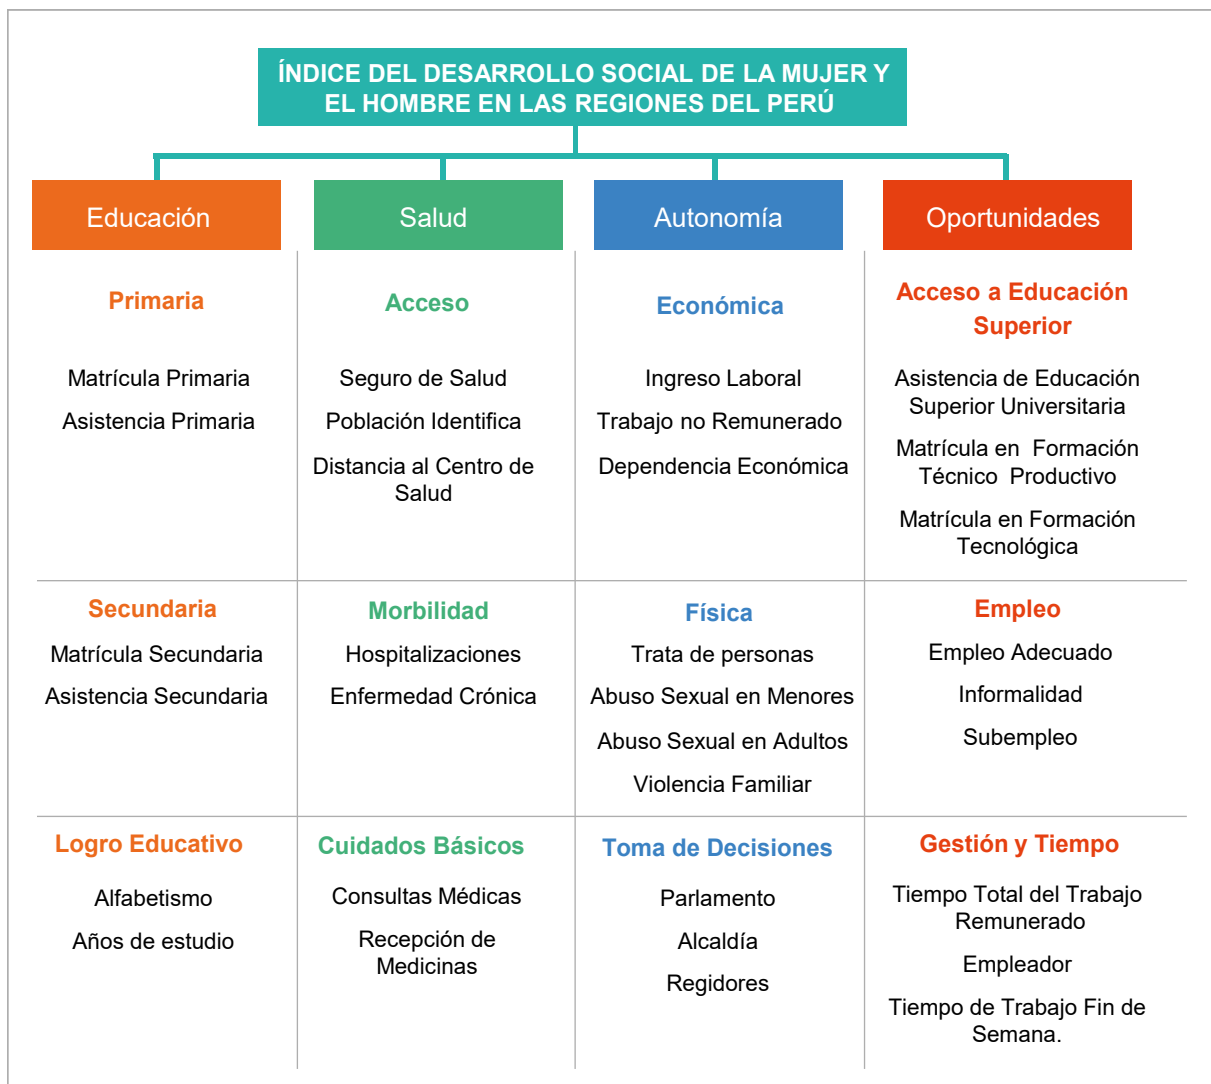 ÍNDICE DEL DESARROLLO SOCIAL DE LA MUJER Y
EL HOMBRE EN LAS REGIONES DEL PERÚ
Educación
Salud
Autonomía
Oportunidades
Primaria
Matrícula Primaria
Asistencia Primaria
Acceso
Seguro de Salud
Población Identifica
Distancia al Centro de
Salud
Económica
Ingreso Laboral
Trabajo no Remunerado
Dependencia Económica
Acceso a Educación
Superior
Asistencia de Educación
Superior Universitaria
Matrícula en Formación
Técnico Productivo
Matrícula en Formación
Tecnológica
Secundaria
Matrícula Secundaria
Asistencia Secundaria
Morbilidad
Hospitalizaciones
Enfermedad Crónica
Física
Trata de personas
Abuso Sexual en Menores
Abuso Sexual en Adultos
Violencia Familiar
Empleo
Empleo Adecuado
Informalidad
Subempleo
Logro Educativo
Alfabetismo
Años de estudio
Cuidados Básicos
Consultas Médicas
Recepción de
Medicinas
Toma de Decisiones
Parlamento
Alcaldía
Regidores
Gestión y Tiempo
Tiempo Total del Trabajo
Remunerado
Empleador
Tiempo de Trabajo Fin de
Semana.